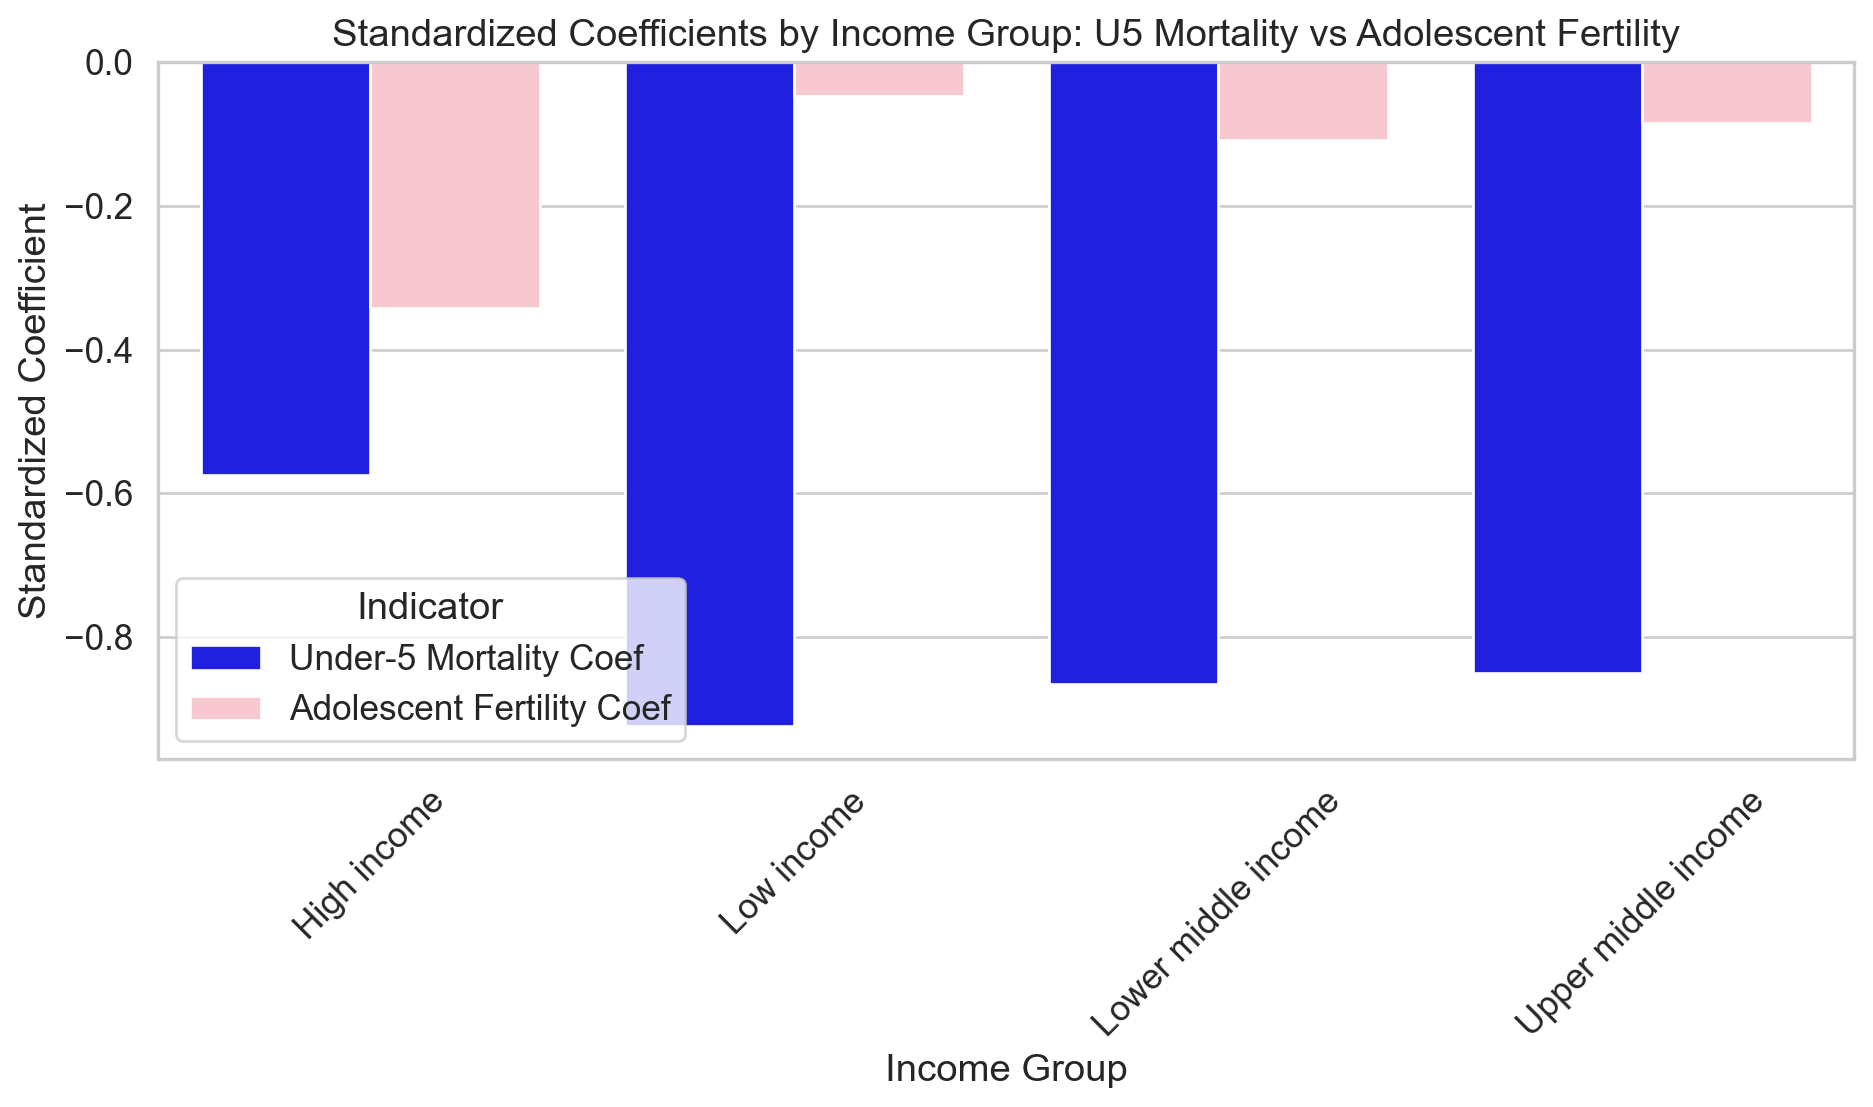 Standardized Coefficients by Income Group: U5 Mortality vs Adolescent Fertility
Standardized Coefficient
0.0
−0.2
−0.4
−0.6
−0.8
Indicator
Under-5 Mortality Coef
Adolescent Fertility Coef
High income
Low income
Lower middle income
Upper middle income
Income Group